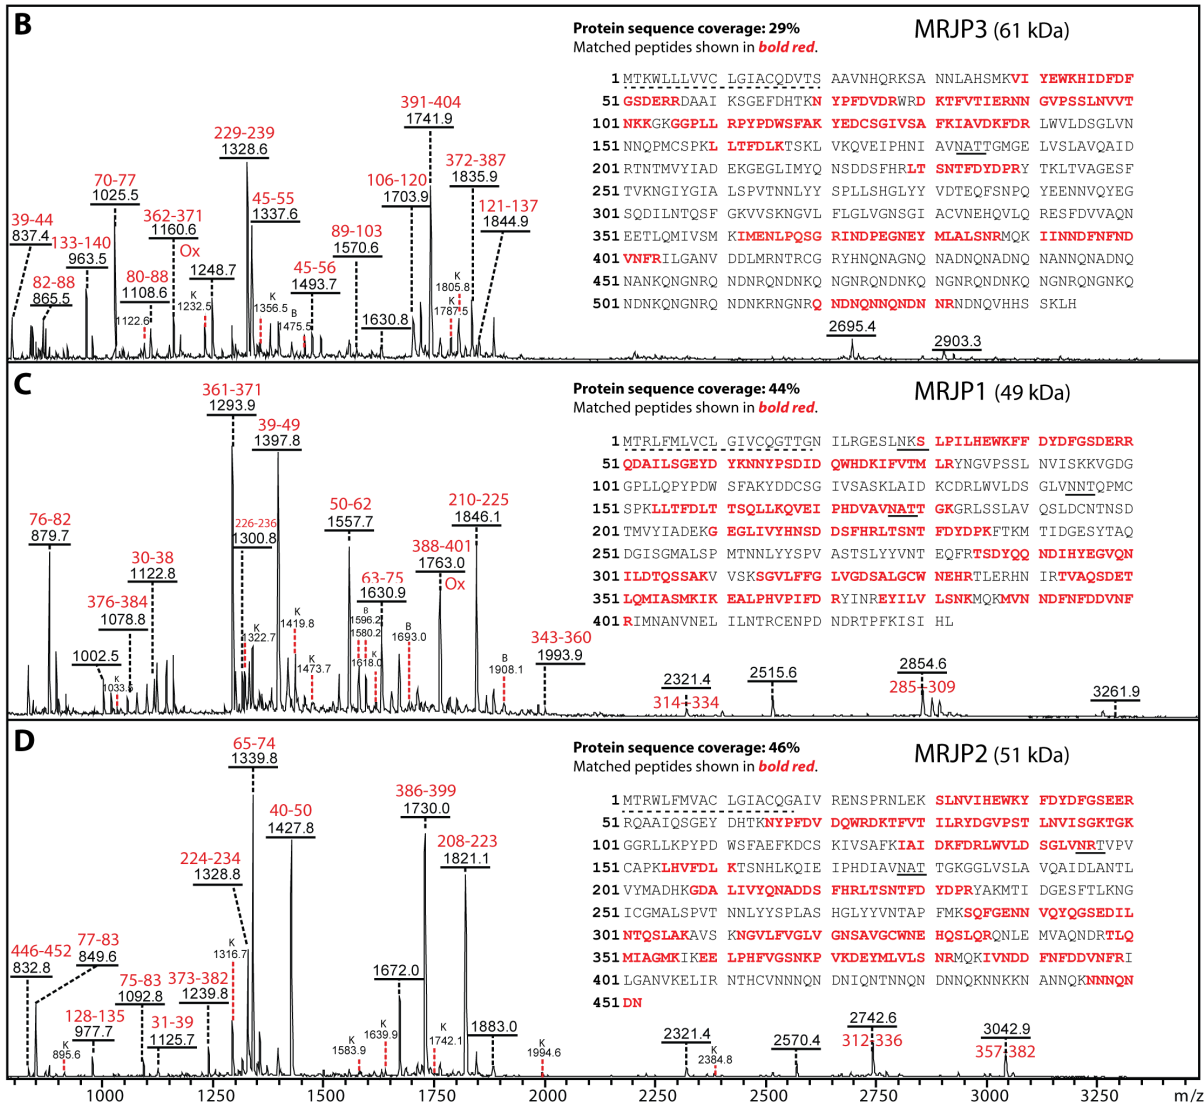 B
Protein sequence coverage: 29%
Matched peptides shown in bold red.
MRJP3 (61 kDa)
1 MTKWLLLVVC LGIACQDVTS AAVNHQRKSA NNLAHSMKVI YEWKHIDFDF
51 GSDERRDAAI KSGEFDHTKN YPFDVDRWRD KTFVTIERNN GVPSSLNVVT
101 NKKGKGGPLL RPYPDWSFAK YEDCSGIVSA FKIAVDKFDR LWVLDSGLVN
151 NNQPMCSPKL LTFDLKTSKL VKQVEIPHNI AVNATTGMGE LVSLAVQAID
201 RTNTMVYIAD EKGEGLIMYQ NSDDSFHRLT SNTFDYDPRY TKLTVAGESF
251 TVKNGIYGIA LSPVTNNLYY SPLLSHGLYY VDTEQFSNPQ YEENNVQYEG
301 SQDILNTQSF GKVVSKNGVL FLGLVGNSGI ACVNEHQVLQ RESFDVVAQN
351 EETLQMIVSM KIMENLPQSG RINDPEGNEY MLALSNRMQK IINNDFNFND
401 VNFRILGANV DDLMRNTRCG RYHNQNAGNQ NADNQNADNQ NANNQNADNQ
451 NANKQNGNRQ NDNRQNDNKQ NGNRQNDNKQ NGNRQNDNKQ NGNRQNGNKQ
501 NDNKQNGNRQ NDNKRNGNRQ NDNQNNQNDN NRNDNQVHHS SKLH
391-404
1741.9
229-239
1328.6
372-387
1835.9
70-77
1025.5
45-55
1337.6
106-120
1703.9
121-137
1844.9
39-44
837.4
133-140
963.5
362-371
1160.6
Ox
89-103
1570.6
82-88
865.5
80-88
1108.6
1248.7
45-56
1493.7
K
1232.5
K
1356.5
B
1475.5
K
1805.8
K
1787.5
1122.6
1630.8
2695.4
2903.3
C
Protein sequence coverage: 44%
Matched peptides shown in bold red.
MRJP1 (49 kDa)
1 MTRLFMLVCL GIVCQGTTGN ILRGESLNKS LPILHEWKFF DYDFGSDERR
51 QDAILSGEYD YKNNYPSDID QWHDKIFVTM LRYNGVPSSL NVISKKVGDG
101 GPLLQPYPDW SFAKYDDCSG IVSASKLAID KCDRLWVLDS GLVNNTQPMC
151 SPKLLTFDLT TSQLLKQVEI PHDVAVNATT GKGRLSSLAV QSLDCNTNSD
201 TMVYIADEKG EGLIVYHNSD DSFHRLTSNT FDYDPKFTKM TIDGESYTAQ
251 DGISGMALSP MTNNLYYSPV ASTSLYYVNT EQFRTSDYQQ NDIHYEGVQN
301 ILDTQSSAKV VSKSGVLFFG LVGDSALGCW NEHRTLERHN IRTVAQSDET
351 LQMIASMKIK EALPHVPIFD RYINREYILV LSNKMQKMVN NDFNFDDVNF
401 RIMNANVNEL ILNTRCENPD NDRTPFKISI HL
361-371
1293.9
39-49
1397.8
76-82
879.7
226-236
1300.8
50-62
1557.7
210-225
1846.1
30-38
1122.8
388-401
1763.0
Ox
63-75
1630.9
376-384
1078.8
K
1322.7
K
1419.8
B
1596.2
1580.2
B
1693.0
K
1473.7
K
1618.0
343-360
1993.9
1002.5
K
1033.5
B
1908.1
2321.4
314-334
2515.6
2854.6
285-309
3261.9
D
Protein sequence coverage: 46%
Matched peptides shown in bold red.
MRJP2 (51 kDa)
1 MTRWLFMVAC LGIACQGAIV RENSPRNLEK SLNVIHEWKY FDYDFGSEER
51 RQAAIQSGEY DHTKNYPFDV DQWRDKTFVT ILRYDGVPST LNVISGKTGK
101 GGRLLKPYPD WSFAEFKDCS KIVSAFKIAI DKFDRLWVLD SGLVNRTVPV
151 CAPKLHVFDL KTSNHLKQIE IPHDIAVNAT TGKGGLVSLA VQAIDLANTL
201 VYMADHKGDA LIVYQNADDS FHRLTSNTFD YDPRYAKMTI DGESFTLKNG
251 ICGMALSPVT NNLYYSPLAS HGLYYVNTAP FMKSQFGENN VQYQGSEDIL
301 NTQSLAKAVS KNGVLFVGLV GNSAVGCWNE HQSLQRQNLE MVAQNDRTLQ
351 MIAGMKIKEE LPHFVGSNKP VKDEYMLVLS NRMQKIVNDD FNFDDVNFRI
401 LGANVKELIR NTHCVNNNQN DNIQNTNNQN DNNQKNNKKN ANNQKNNNQN
451 DN
65-74
1339.8
386-399
1730.0
40-50
1427.8
208-223
1821.1
224-234
1328.8
446-452
832.8
77-83
849.6
K
1316.7
75-83
1092.8
373-382
1239.8
1672.0
128-135
977.7
31-39
1125.7
K
895.6
K
1583.9
K
1639.9
K
1742.1
1883.0
K
1994.6
2321.4
K
2384.8
2570.4
2742.6
312-336
3042.9
357-382
1000 1250 1500 1750 2000 2250 2500 2750 3000 3250 m/z